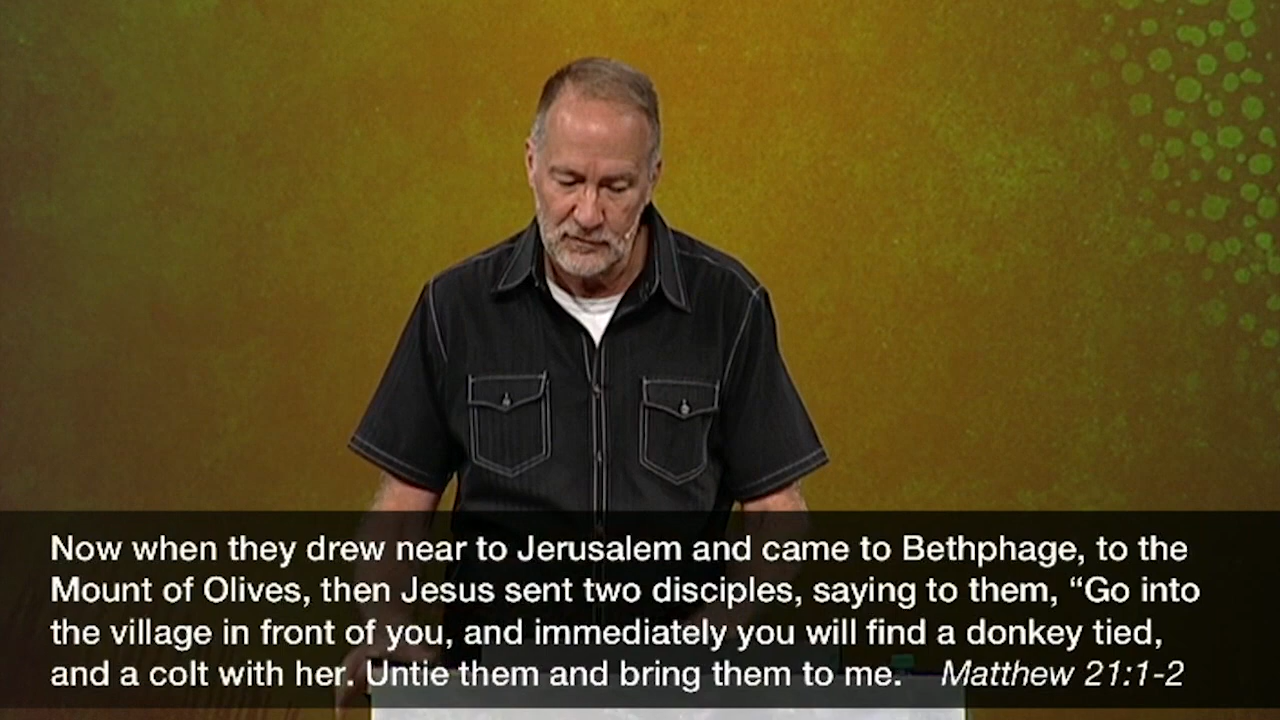 Now when they drew near to Jerusalem and came to Bethphage, to the
Mount of Olives, then Jesus sent two disciples, saying to them, “Go into
the village in front of you, and immediately you will find a donkey tied,
and a colt with her. Untie them and bring them to me. Matthew 21:1-2